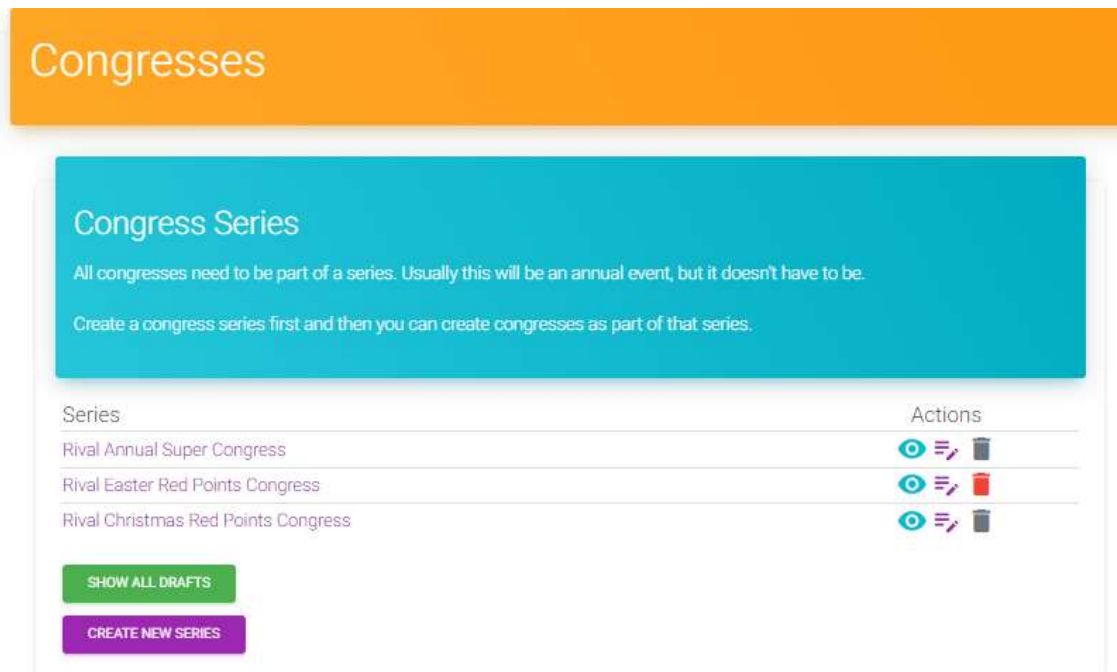 Congresses
Congress Series
All congresses need to be part of a series. Usually this will be an annual event, but it doesn't have to be.
Create a congress series first and then you can create congresses as part of that series.
Series Actions
Rival Annual Super Congress
Rival Easter Red Points Congress
Rival Christmas Red Points Congress
SHOW ALL DRAFTS
CREATE NEW SERIES